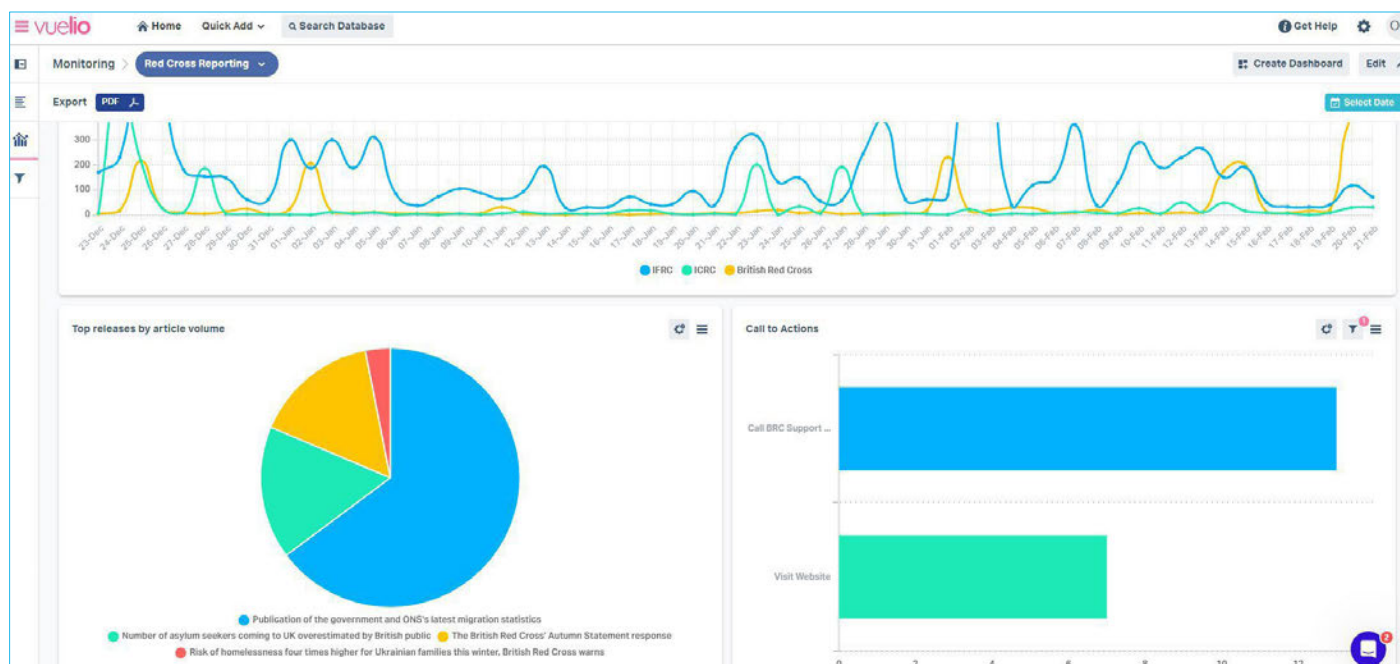 vuelio Home Quick Add Search Database Get Help
Monitoring > Red Cross Reporting Create Dashboard Edit
Export PDF Select Date
300
200
100
0
23-Dec 24-Dec 25-Dec 26-Dec 27-Dec 28-Dec 29-Dec 30-Dec 31-Dec 01-Jan 02-Jan 03-Jan 04-Jan 05-Jan 06-Jan 07-Jan 08-Jan 09-Jan 10-Jan 11-Jan 12-Jan 13-Jan 14-Jan 15-Jan 16-Jan 17-Jan 18-Jan 19-Jan 20-Jan 21-Jan 22-Jan 23-Jan 24-Jan 25-Jan 26-Jan 27-Jan 28-Jan 29-Jan 30-Jan 31-Jan 01-Feb 02-Feb 03-Feb 04-Feb 05-Feb 06-Feb 07-Feb 08-Feb 09-Feb 10-Feb 11-Feb 12-Feb 13-Feb 14-Feb 15-Feb 16-Feb 17-Feb 18-Feb 19-Feb 20-Feb 21-Feb
IFRC ICRC British Red Cross
Top releases by article volume
Publication of the government and ONS's latest migration statistics
Number of asylum seekers coming to UK overestimated by British public The British Red Cross' Autumn Statement response
Risk of homelessness four times higher for Ukrainian families this winter, British Red Cross warns
Call to Actions
1
Call BRC Support ...
Visit Website
0 2 4 6 8 10 12
2